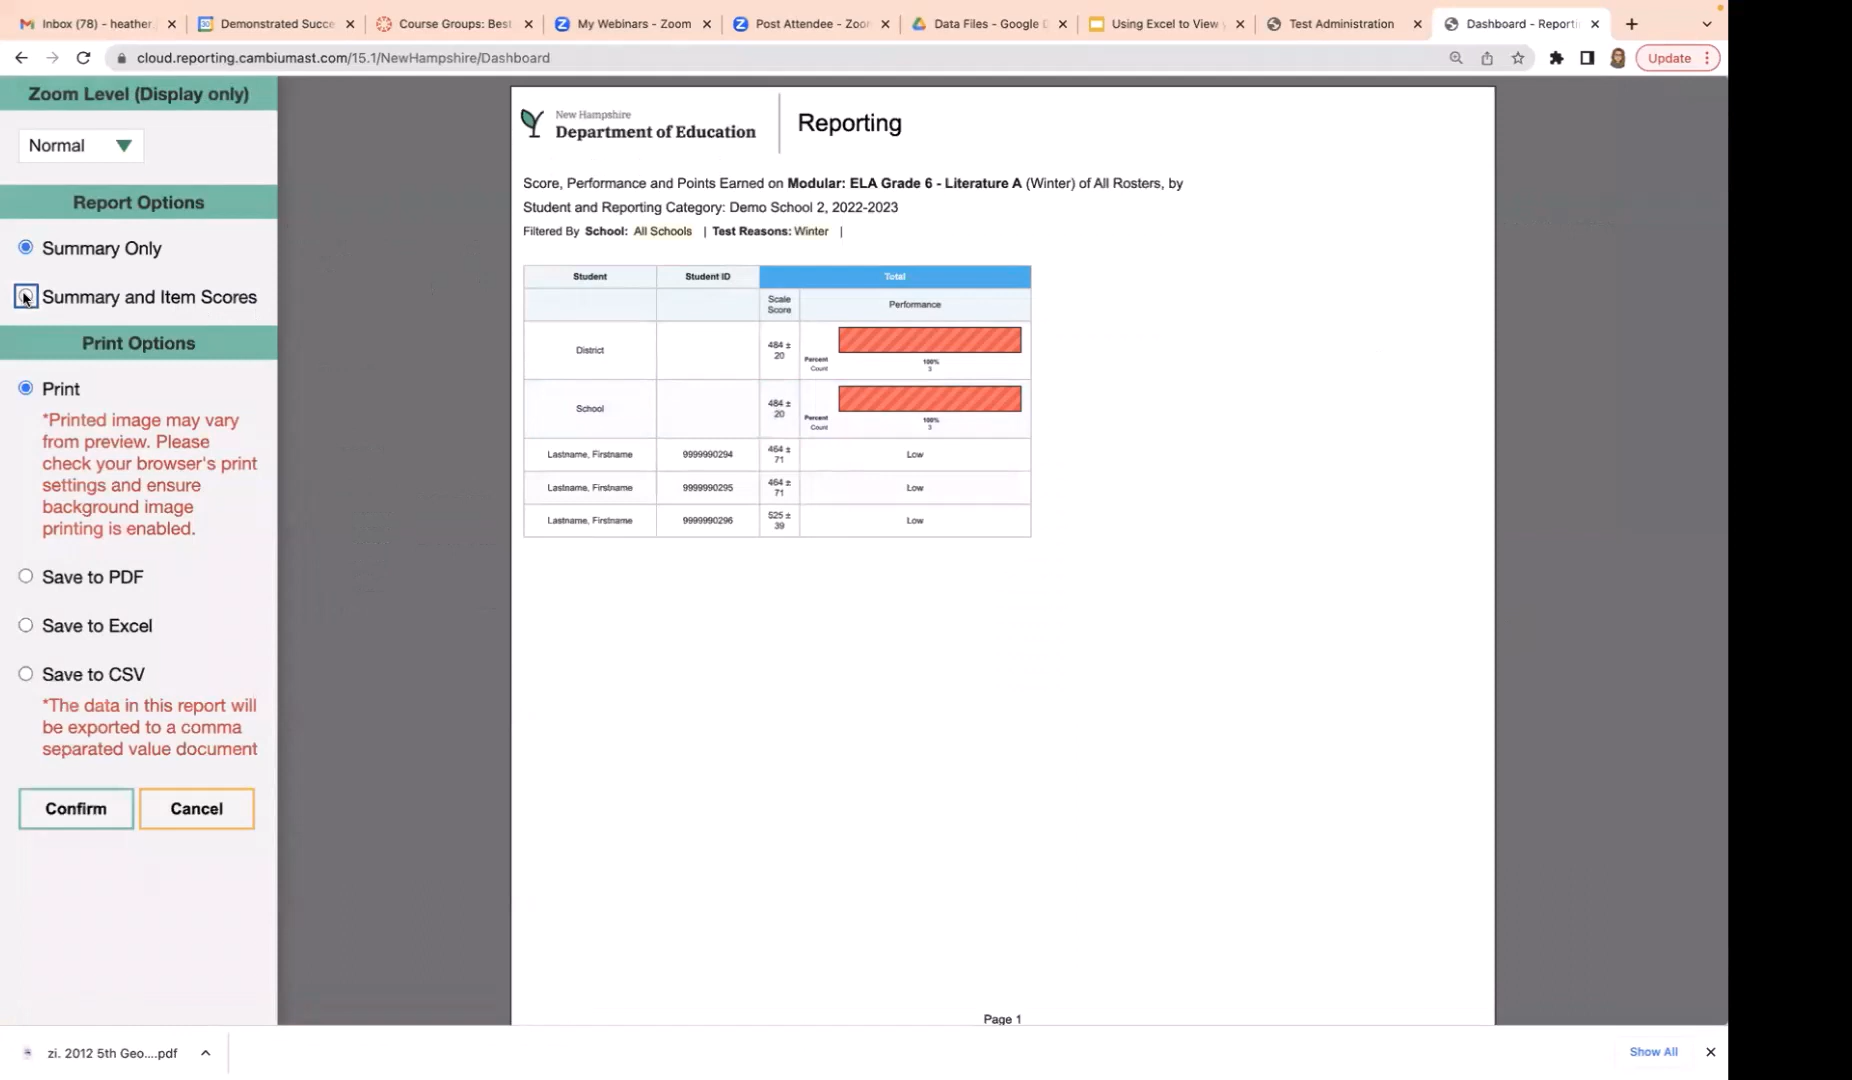 Inbox (78) - heather.
Demonstrated Succe
Course Groups: Best
My Webinars - Zoom
Post Attendee - Zoo
Data Files - Google D
Using Excel to View
Test Administration
Dashboard - Reporti
cloud.reporting.cambiumast.com/15.1/NewHampshire/Dashboard
Update
Zoom Level (Display only)
Normal
Report Options
Summary Only
Summary and Item Scores
Print Options
Print
*Printed image may vary
from preview. Please
check your browser's print
settings and ensure
background image
printing is enabled.
Save to PDF
Save to Excel
Save to CSV
*The data in this report will
be exported to a comma
separated value document
Confirm Cancel
New Hampshire
Department of Education
Reporting
Score, Performance and Points Earned on Modular: ELA Grade 6 - Literature A (Winter) of All Rosters, by
Student and Reporting Category: Demo School 2, 2022-2023
Filtered By School: All Schools | Test Reasons: Winter |
Student Student ID Total
Scale
Score
Performance
District
484 ±
20
Percent 100%
Count 3
School
484 ±
20
Percent 100%
Count 3
Lastname, Firstname 9999990294 464 ±
71
Low
Lastname, Firstname 9999990295 464 ±
71
Low
Lastname, Firstname 9999990296 525 ±
39
Low
Page 1
zi. 2012 5th Geo....pdf
Show All